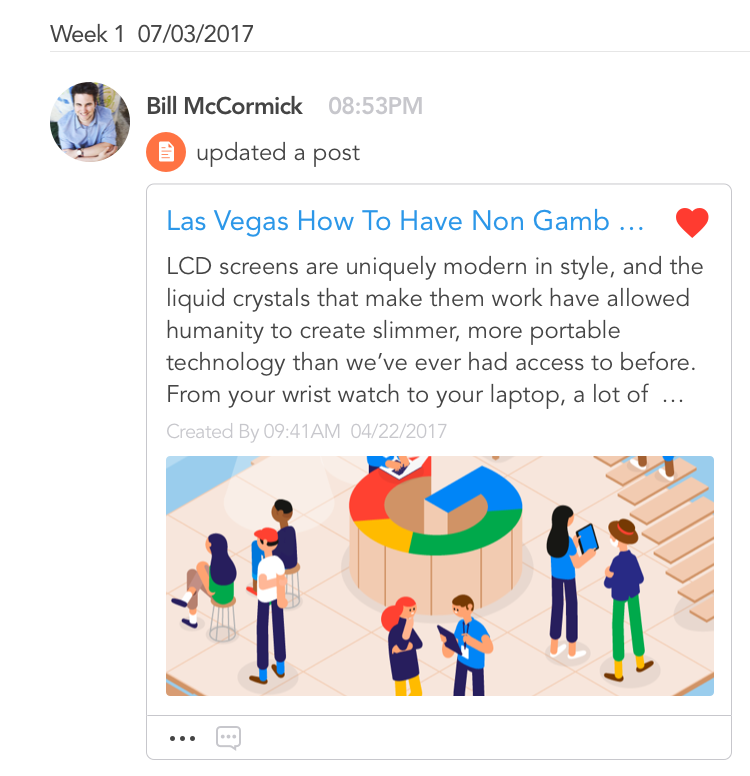 Week 1  07/03/2017
Bill McCormick 08:53PM
updated a post
Las Vegas How To Have Non Gamb ...
LCD screens are uniquely modern in style, and the
liquid crystals that make them work have allowed
humanity to create slimmer, more portable
technology than we’ve ever had access to before.
From your wrist watch to your laptop, a lot of  ...
Created By 09:41AM  04/22/2017